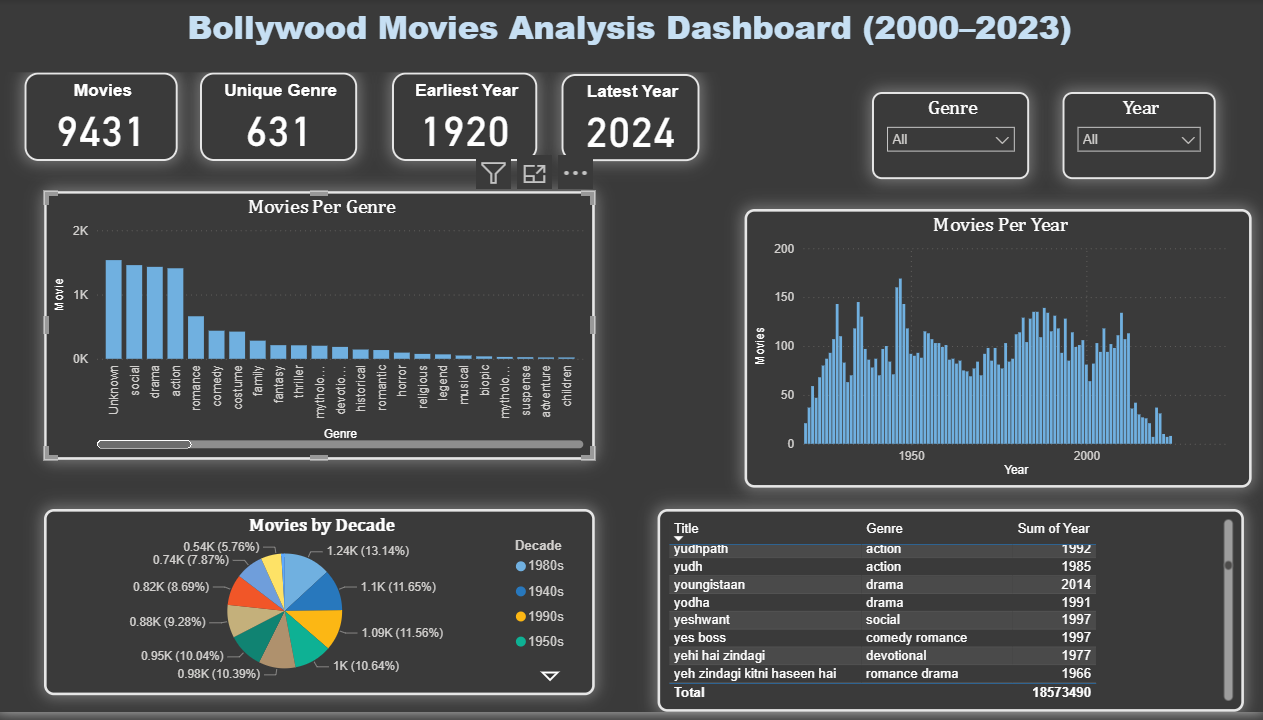 Bollywood Movies Analysis Dashboard (2000–2023)
Movies
9431
Unique Genre
631
Earliest Year
1920
Latest Year
2024
Genre
All
Year
All
Movies Per Genre
Movie
2K
1K
0K
Unknown
social
drama
action
romance
comedy
costume
family
fantasy
thriller
mytholo...
devotio...
historical
romantic
horror
religious
legend
musical
biopic
mytholo...
suspense
adventure
children
Genre
Movies Per Year
Movies
200
150
100
50
0
1950
2000
Year
Movies by Decade
0.54K (5.76%)
0.74K (7.87%)
0.82K (8.69%)
0.88K (9.28%)
0.95K (10.04%)
0.98K (10.39%)
1.24K (13.14%)
1.1K (11.65%)
1.09K (11.56%)
1K (10.64%)
Decade
1980s
1940s
1990s
1950s
Title Genre Sum of Year
yudhpath action 1992
yudh action 1985
youngistaan drama 2014
yodha drama 1991
yeshwant social 1997
yes boss comedy romance 1997
yehi hai zindagi devotional 1977
yeh zindagi kitni haseen hai romance drama 1966
Total 18573490